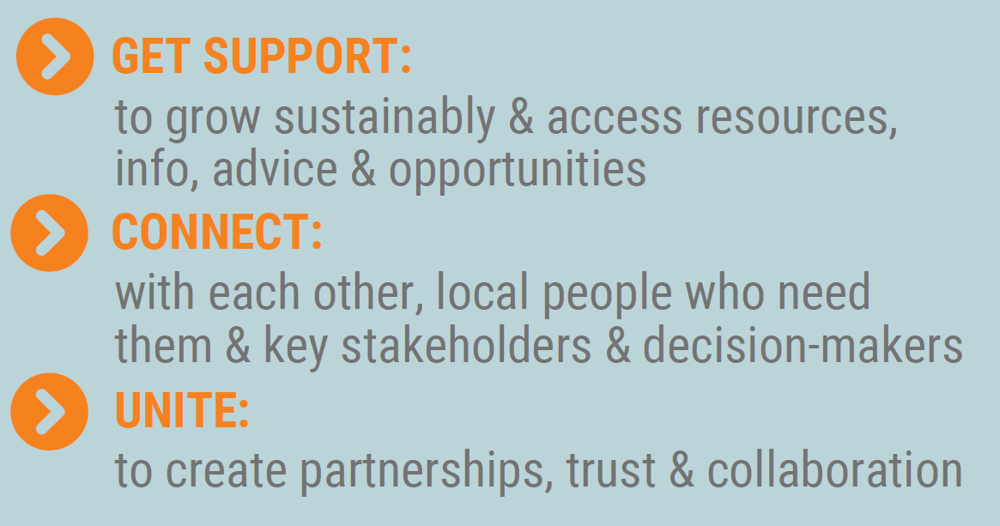 GET SUPPORT:
to grow sustainably & access resources,
info, advice & opportunities
CONNECT:
with each other, local people who need
them & key stakeholders & decision-makers
UNITE:
to create partnerships, trust & collaboration